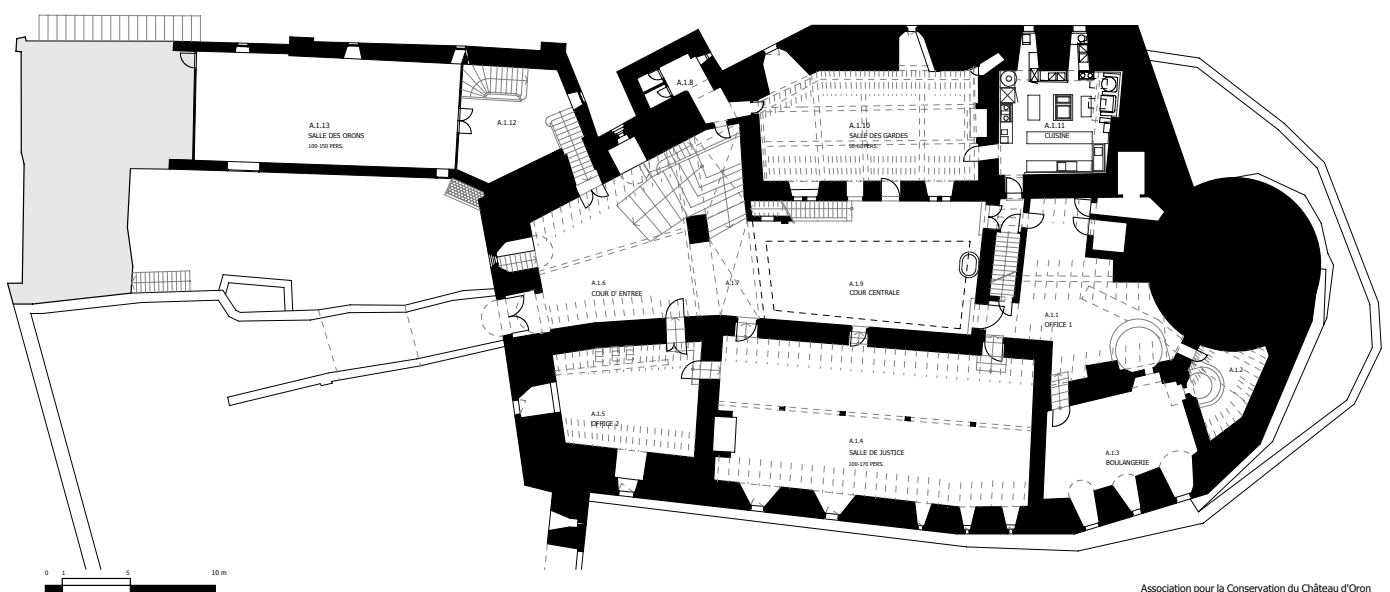 A.1.8
A.1.13
SALLE DES ORONS
100-150 PERS.
A.1.12
A.1.10
SALLE DES GARDES
50-60 PERS.
A.1.11
CUISINE
A.1.6
COUR D' ENTREE
A.1.7
A.1.9
COUR CENTRALE
A.1.1
OFFICE 1
A.1.2
A.1.5
OFFICE 2
A.1.4
SALLE DE JUSTICE
100-170 PERS.
A.1.3
BOULANGERIE
0 1 5 10 m
Association pour la Conservation du Château d'Oron